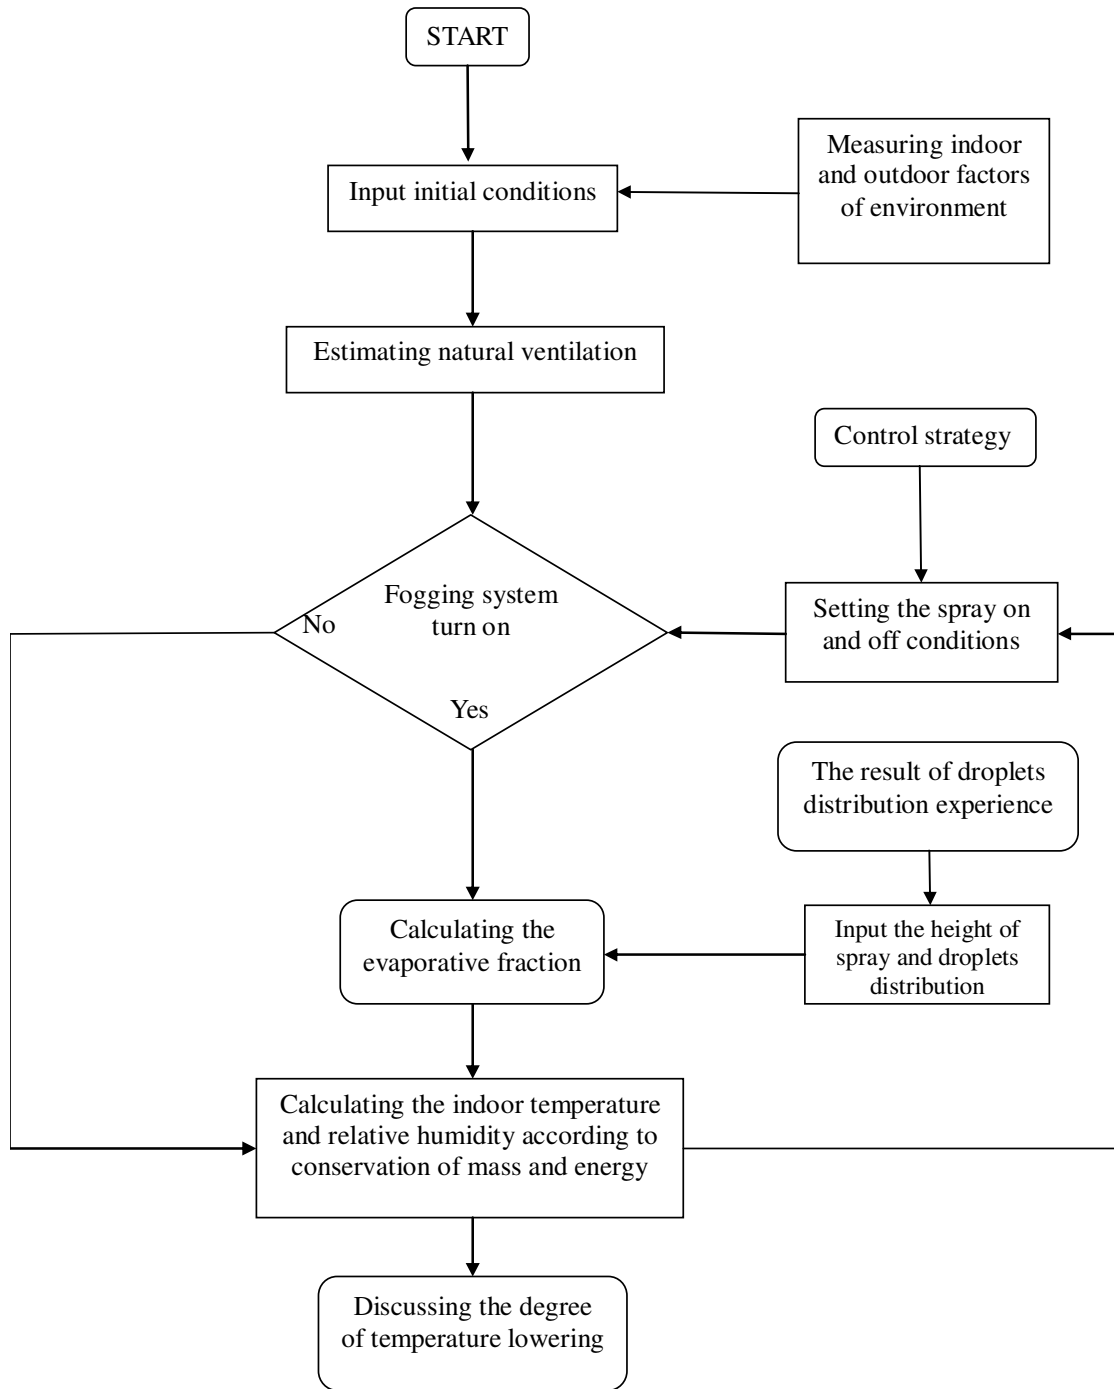 START
Measuring indoor
and outdoor factors
of environment
Input initial conditions
Estimating natural ventilation
Control strategy
Fogging system
turn on
No
Yes
Setting the spray on
and off conditions
The result of droplets
distribution experience
Calculating the
evaporative fraction
Input the height of
spray and droplets
distribution
Calculating the indoor temperature
and relative humidity according to
conservation of mass and energy
Discussing the degree
of temperature lowering